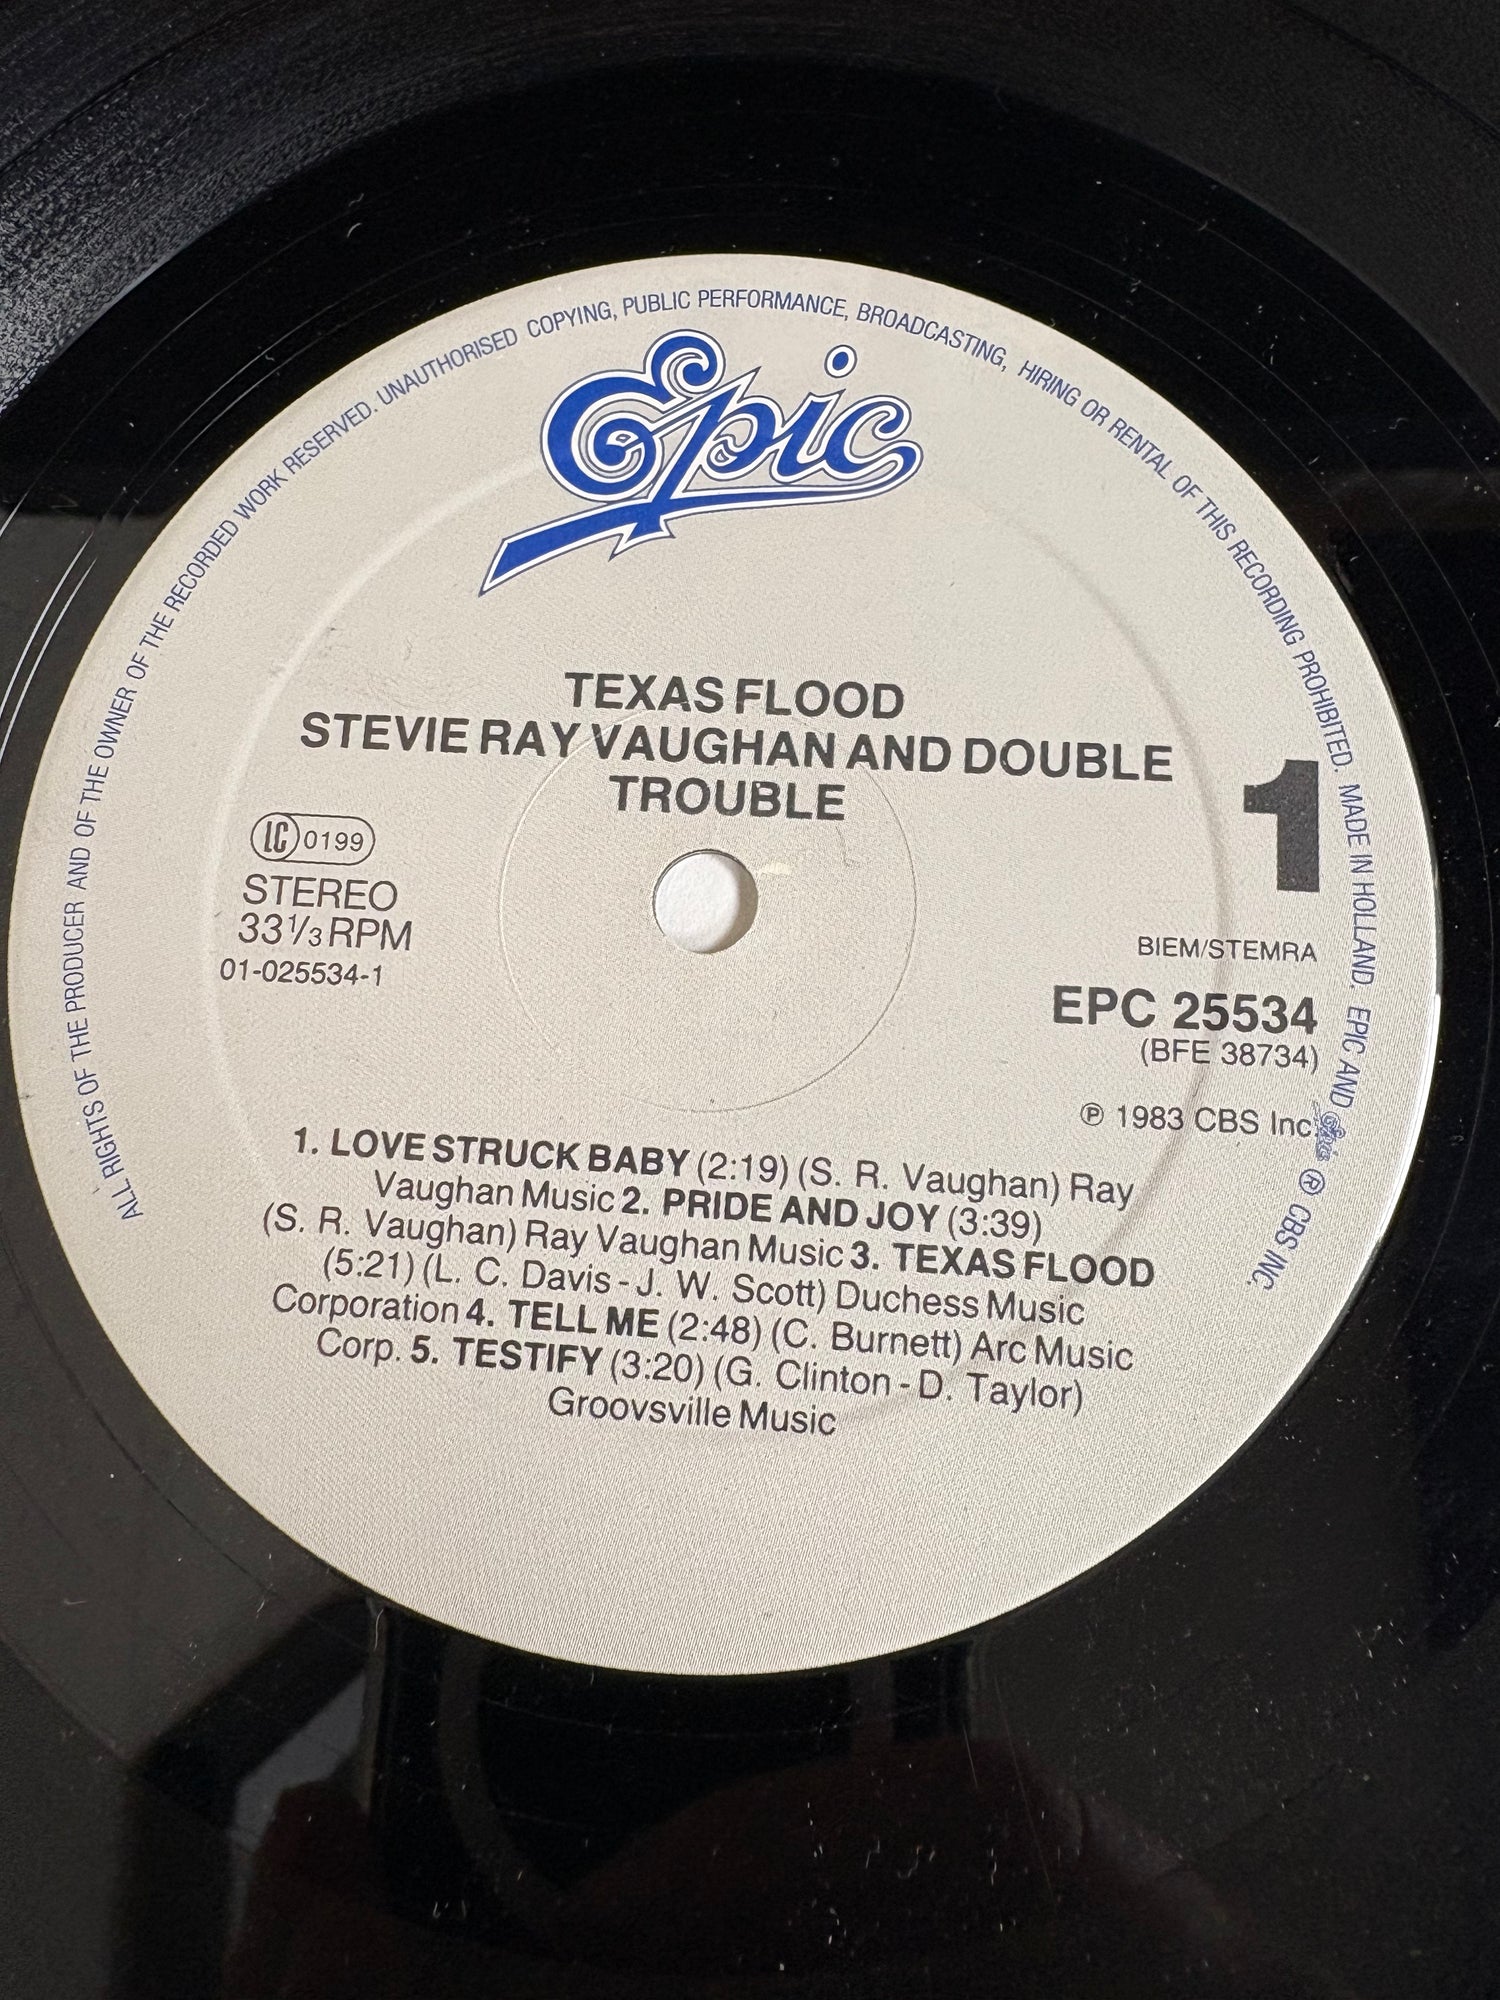 ALL RIGHTS OF THE PRODUCER AND OF THE OWNER OF THE RECORDED WORK RESERVED. UNAUTHORISED COPYING, PUBLIC PERFORMANCE, BROADCASTING, HIRING OR RENTAL OF THIS RECORDING PROHIBITED. MADE IN HOLLAND. EPIC AND Epic ® CBS INC
Epic
TEXAS FLOOD
STEVIE RAY VAUGHAN AND DOUBLE
TROUBLE
1
LC 0199
STEREO
33⅓ RPM
01-025534-1
BIEM/STEMRA
EPC 25534
(BFE 38734)
℗ 1983 CBS Inc.
1. LOVE STRUCK BABY (2:19) (S. R. Vaughan) Ray
Vaughan Music 2. PRIDE AND JOY (3:39)
(S. R. Vaughan) Ray Vaughan Music 3. TEXAS FLOOD
(5:21) (L. C. Davis - J. W. Scott) Duchess Music
Corporation 4. TELL ME (2:48) (C. Burnett) Arc Music
Corp. 5. TESTIFY (3:20) (G. Clinton - D. Taylor)
Groovsville Music